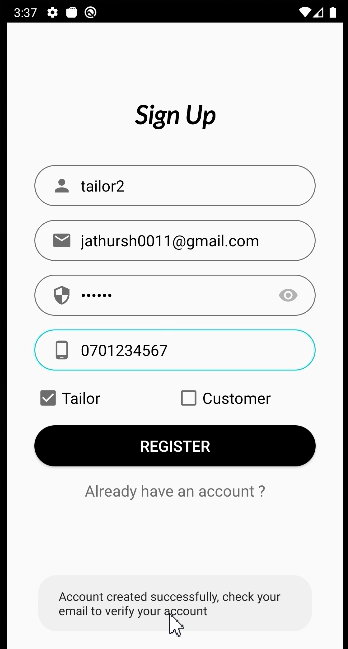 3:37
Sign Up
tailor2
jathursh0011@gmail.com
••••••
0701234567
Tailor
Customer
REGISTER
Already have an account ?
Account created successfully, check your
email to verify your account